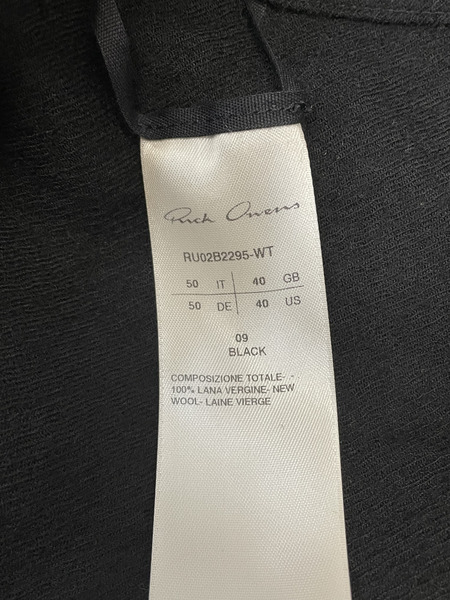 Rick Owens
RU02B2295-WT
50 IT 40 GB
50 DE 40 US
09
BLACK
COMPOSIZIONE TOTALE-
100% LANA VERGINE- NEW
WOOL- LAINE VIERGE